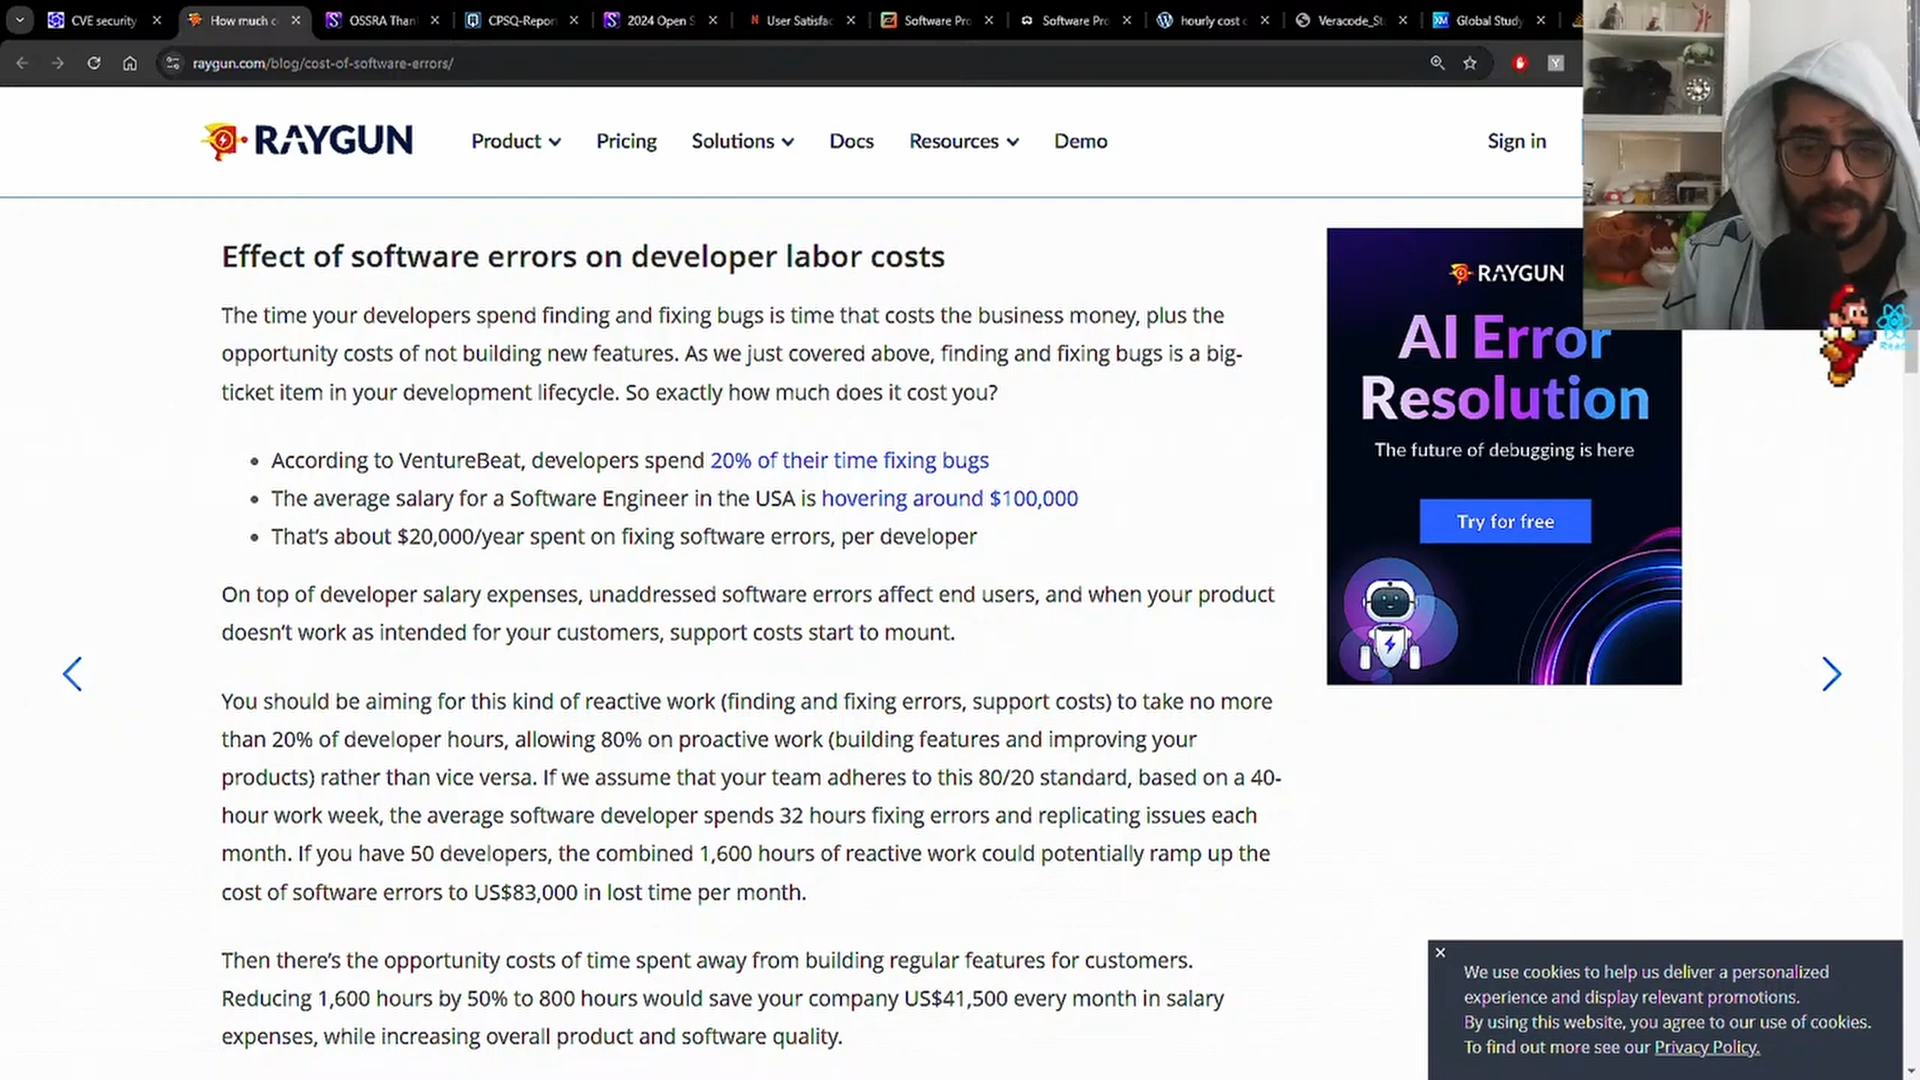 CVE security
How much c
OSSRA Than
CPSQ-Report
2024 Open S
User Satisfac
Software Pro
Software Pro
hourly cost o
Veracode_St
Global Study
raygun.com/blog/cost-of-software-errors/
RAYGUN
Product
Pricing
Solutions
Docs
Resources
Demo
Sign in
Effect of software errors on developer labor costs
The time your developers spend finding and fixing bugs is time that costs the business money, plus the
opportunity costs of not building new features. As we just covered above, finding and fixing bugs is a big-
ticket item in your development lifecycle. So exactly how much does it cost you?
• According to VentureBeat, developers spend 20% of their time fixing bugs
• The average salary for a Software Engineer in the USA is hovering around $100,000
• That's about $20,000/year spent on fixing software errors, per developer
On top of developer salary expenses, unaddressed software errors affect end users, and when your product
doesn't work as intended for your customers, support costs start to mount.
You should be aiming for this kind of reactive work (finding and fixing errors, support costs) to take no more
than 20% of developer hours, allowing 80% on proactive work (building features and improving your
products) rather than vice versa. If we assume that your team adheres to this 80/20 standard, based on a 40-
hour work week, the average software developer spends 32 hours fixing errors and replicating issues each
month. If you have 50 developers, the combined 1,600 hours of reactive work could potentially ramp up the
cost of software errors to US$83,000 in lost time per month.
Then there's the opportunity costs of time spent away from building regular features for customers.
Reducing 1,600 hours by 50% to 800 hours would save your company US$41,500 every month in salary
expenses, while increasing overall product and software quality.
RAYGUN
AI Error
Resolution
The future of debugging is here
Try for free
We use cookies to help us deliver a personalized
experience and display relevant promotions.
By using this website, you agree to our use of cookies.
To find out more see our Privacy Policy.